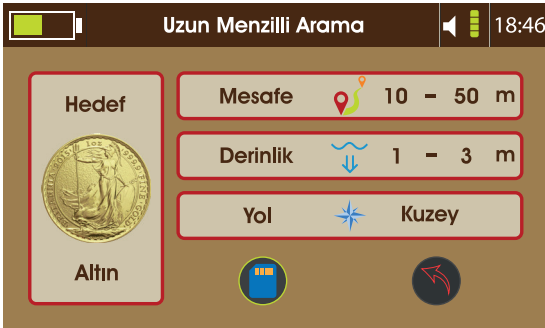 Uzun Menzilli Arama
18:46
Hedef
Altın
Mesafe 10 - 50 m
Derinlik 1 - 3 m
Yol Kuzey